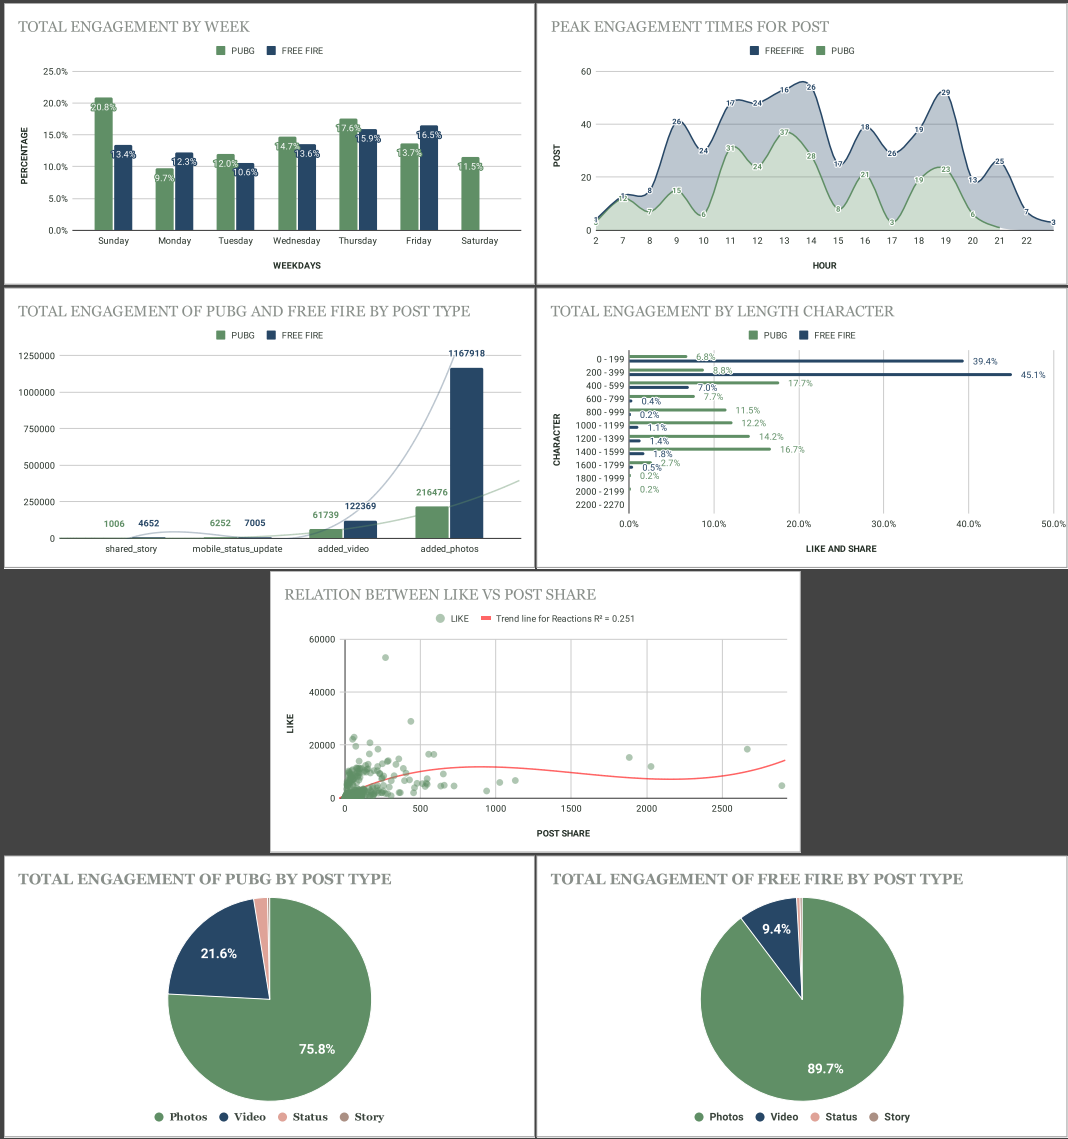 TOTAL ENGAGEMENT BY WEEK
PUBG FREE FIRE
PERCENTAGE
25.0%
20.0%
15.0%
10.0%
5.0%
0.0%
20.8% 13.4% 9.7% 12.3% 12.0% 10.6% 14.7% 13.6% 17.6% 15.9% 13.7% 16.5% 11.5%
Sunday Monday Tuesday Wednesday Thursday Friday Saturday
WEEKDAYS
PEAK ENGAGEMENT TIMES FOR POST
FREEFIRE PUBG
POST
60
40
20
0
8 26 24 17 24 16 26 17 18 26 19 29 13 25 7 3
12 7 15 6 31 24 37 28 8 21 3 19 23 6
2 7 8 9 10 11 12 13 14 15 16 17 18 19 20 21 22
HOUR
TOTAL ENGAGEMENT OF PUBG AND FREE FIRE BY POST TYPE
PUBG FREE FIRE
1250000
1000000
750000
500000
250000
0
1006 4652 6252 7005 61739 122369 216476 1167918
shared_story mobile_status_update added_video added_photos
TOTAL ENGAGEMENT BY LENGTH CHARACTER
PUBG FREE FIRE
CHARACTER
0 - 199 6.8% 39.4%
200 - 399 8.8% 45.1%
400 - 599 17.7% 7.0%
600 - 799 7.7% 0.4%
800 - 999 11.5% 0.2%
1000 - 1199 12.2% 1.1%
1200 - 1399 14.2% 1.4%
1400 - 1599 16.7% 1.8%
1600 - 1799 2.7% 0.5%
1800 - 1999 0.2%
2000 - 2199 0.2%
2200 - 2270
0.0% 10.0% 20.0% 30.0% 40.0% 50.0%
LIKE AND SHARE
RELATION BETWEEN LIKE VS POST SHARE
LIKE Trend line for Reactions R² = 0.251
LIKE
60000
40000
20000
0
0 500 1000 1500 2000 2500
POST SHARE
TOTAL ENGAGEMENT OF PUBG BY POST TYPE
21.6%
75.8%
Photos Video Status Story
TOTAL ENGAGEMENT OF FREE FIRE BY POST TYPE
9.4%
89.7%
Photos Video Status Story